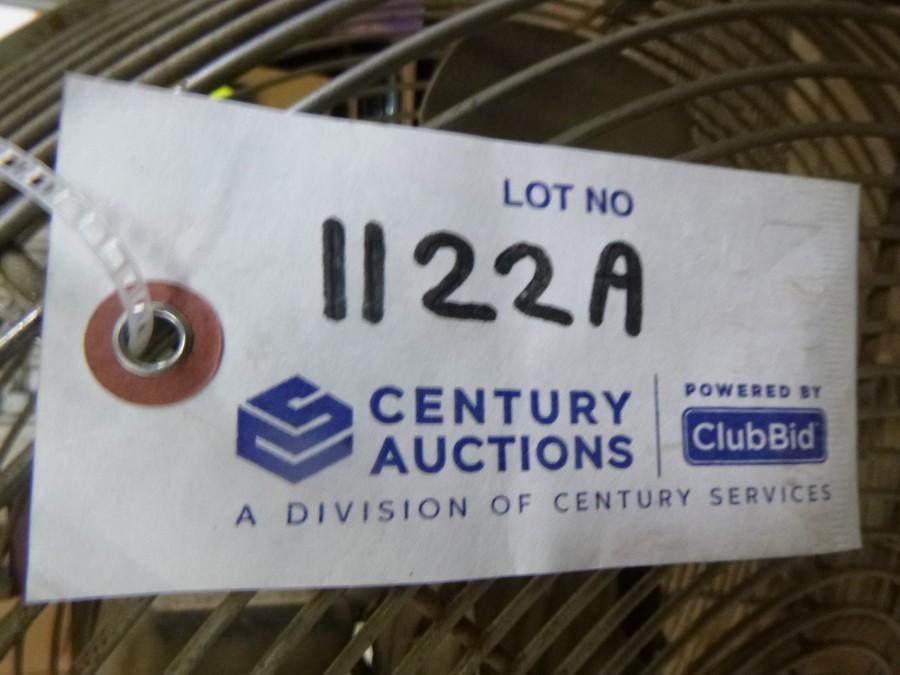 LOT NO
1122A
CENTURY
AUCTIONS
POWERED BY
ClubBid
A DIVISION OF CENTURY SERVICES